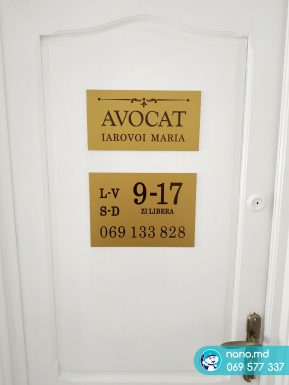 AVOCAT
IAROVOI MARIA
L-V 9-17
S-D ZI LIBERA
069 133 828
nano.md
069 577 337